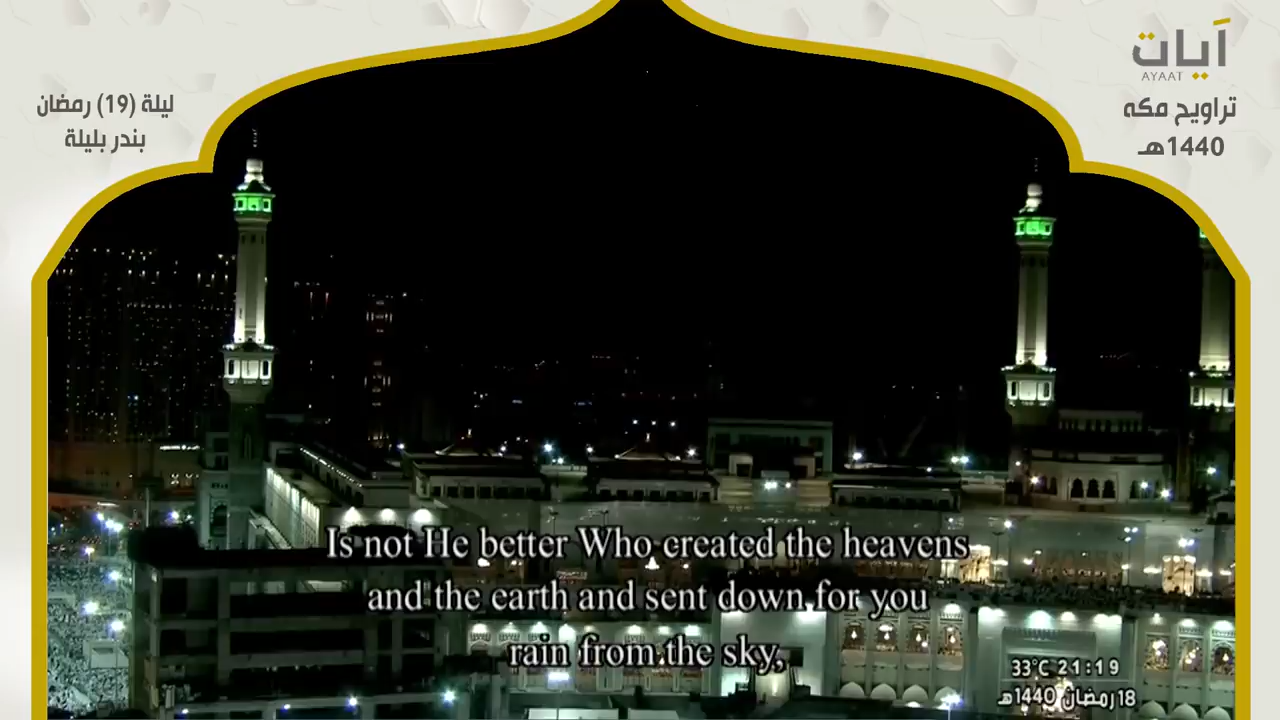 آيات
AYAAT
تراويح مكه
1440هـ
ليلة (19) رمضان
بندر بليلة
Is not He better Who created the heavens
and the earth and sent down for you
rain from the sky,
33°C 21:19
18 رمضان 1440هـ